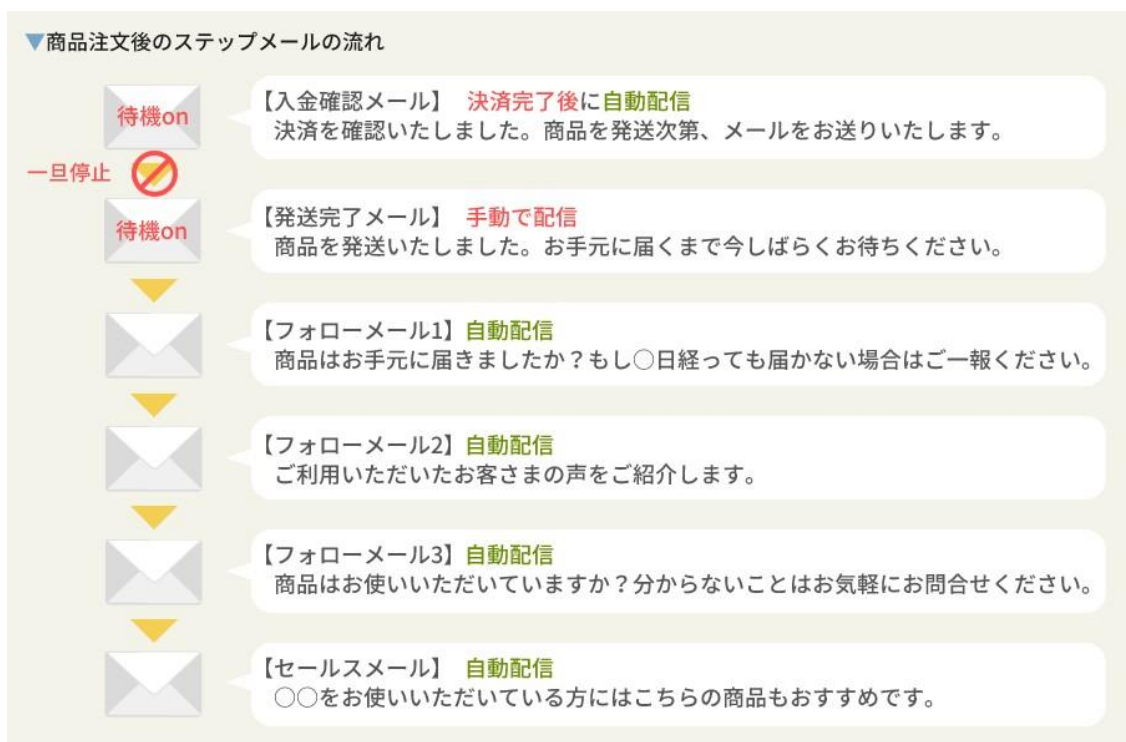 ▼商品注文後のステップメールの流れ
待機on
【入金確認メール】 決済完了後に自動配信
決済を確認いたしました。商品を発送次第、メールをお送りいたします。
一旦停止
待機on
【発送完了メール】 手動で配信
商品を発送いたしました。お手元に届くまで今しばらくお待ちください。
【フォローメール1】自動配信
商品はお手元に届きましたか？もし○日経っても届かない場合はご一報ください。
【フォローメール2】自動配信
ご利用いただいたお客さまの声をご紹介します。
【フォローメール3】自動配信
商品はお使いいただいていますか？分からないことはお気軽にお問合せください。
【セールスメール】 自動配信
○○をお使いいただいている方にはこちらの商品もおすすめです。